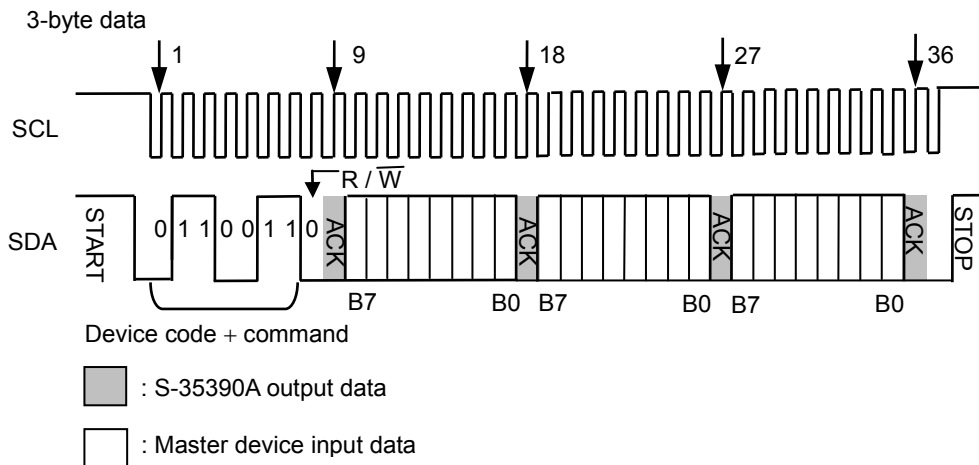 3-byte data
1 9 18 27 36
SCL
R / W
SDA START 0 1 1 0 0 1 1 0 ACK ACK ACK ACK STOP
B7 B0 B7 B0 B7 B0
Device code + command
: S-35390A output data
: Master device input data